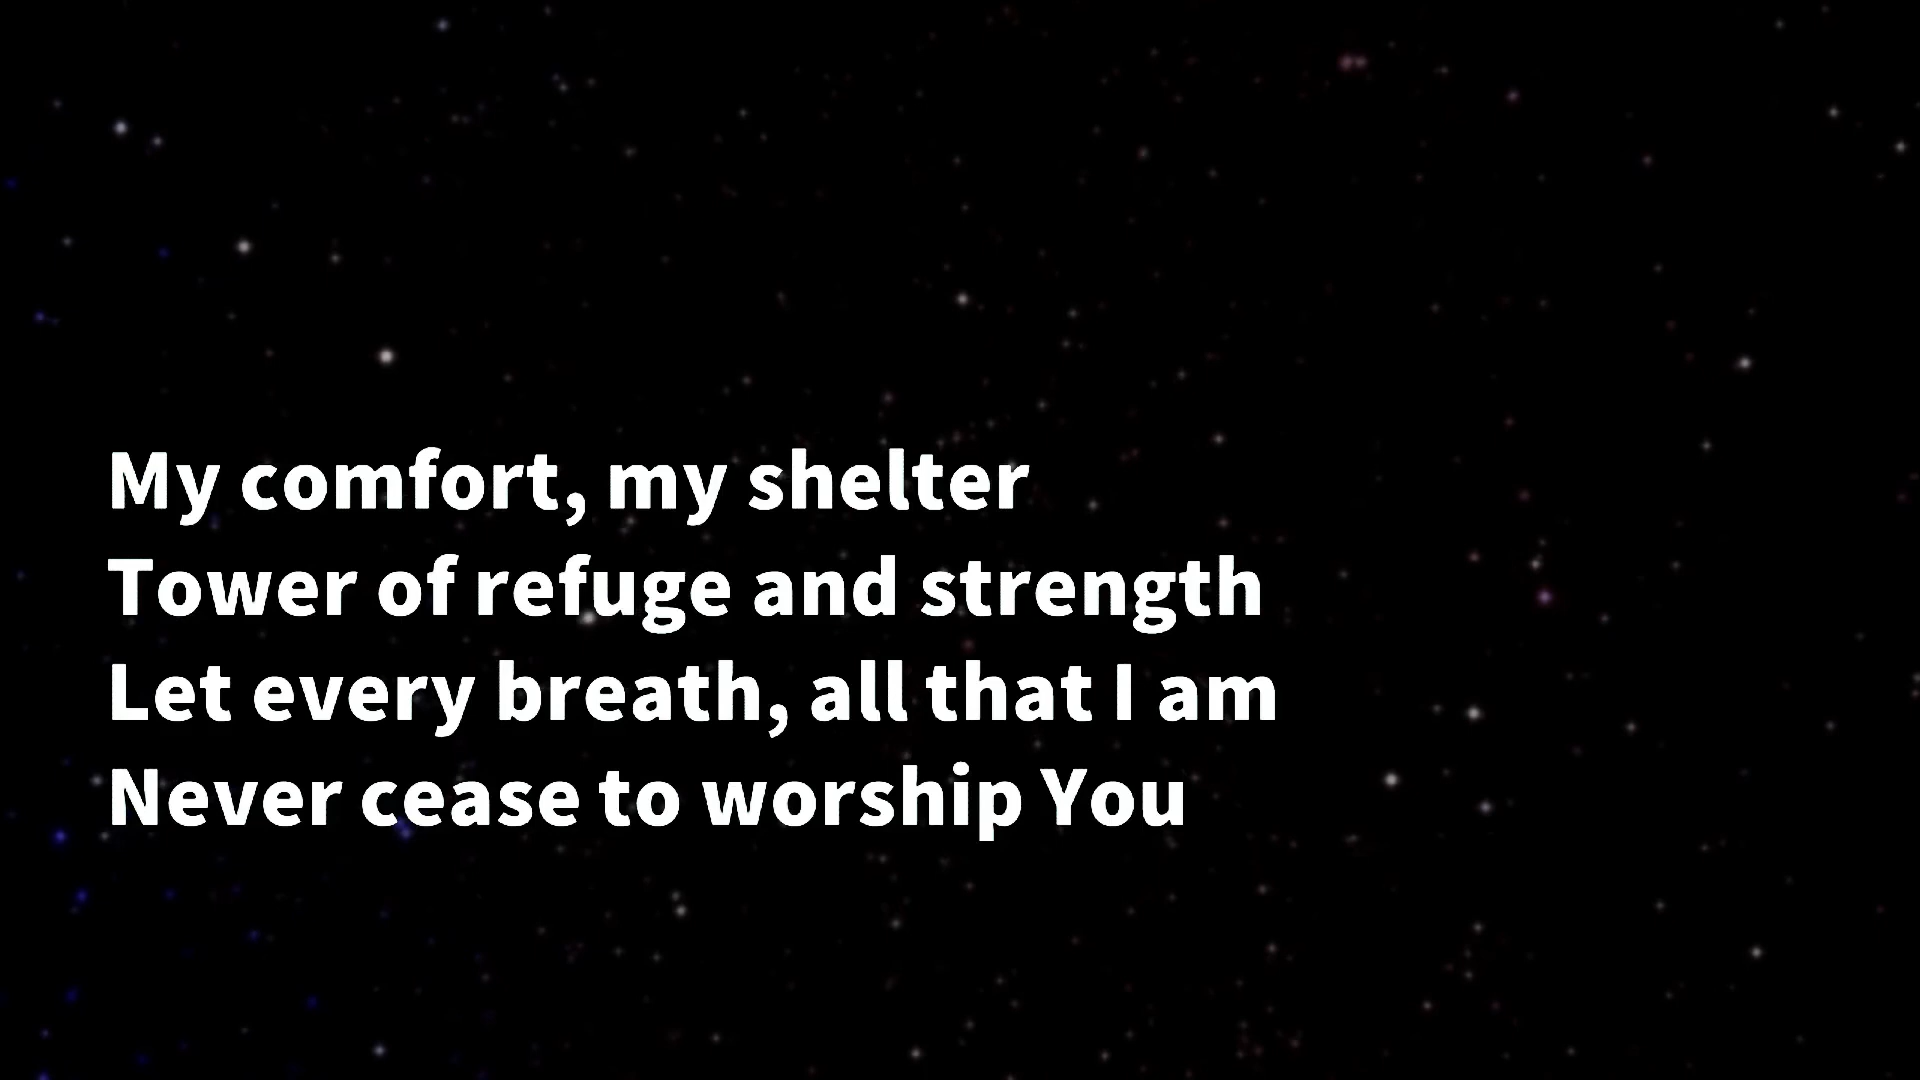 My comfort, my shelter
Tower of refuge and strength
Let every breath, all that I am
Never cease to worship You